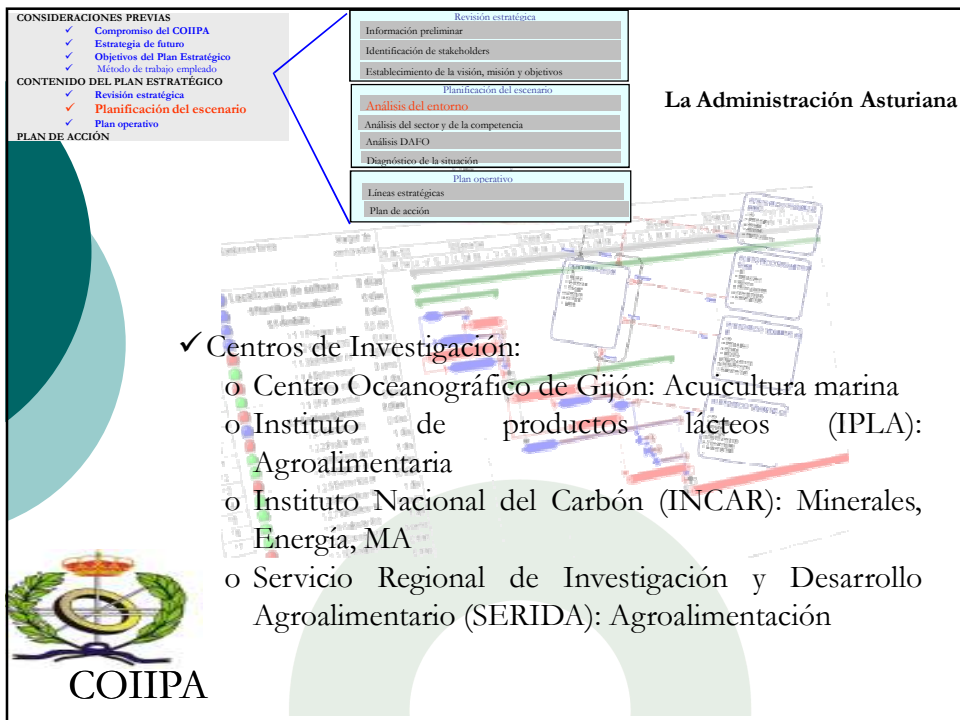 CONSIDERACIONES PREVIAS
✓ Compromiso del COIIPA
✓ Estrategia de futuro
✓ Objetivos del Plan Estratégico
✓ Método de trabajo empleado
CONTENIDO DEL PLAN ESTRATÉGICO
✓ Revisión estratégica
✓ Planificación del escenario
✓ Plan operativo
PLAN DE ACCIÓN
Revisión estratégica
Información preliminar
Identificación de stakeholders
Establecimiento de la visión, misión y objetivos
Planificación del escenario
Análisis del entorno
Análisis del sector y de la competencia
Análisis DAFO
Diagnóstico de la situación
Plan operativo
Líneas estratégicas
Plan de acción
La Administración Asturiana
✓ Centros de Investigación:
o Centro Oceanográfico de Gijón: Acuicultura marina
o Instituto de productos lácteos (IPLA):
Agroalimentaria
o Instituto Nacional del Carbón (INCAR): Minerales,
Energía, MA
o Servicio Regional de Investigación y Desarrollo
Agroalimentario (SERIDA): Agroalimentación
COIIPA